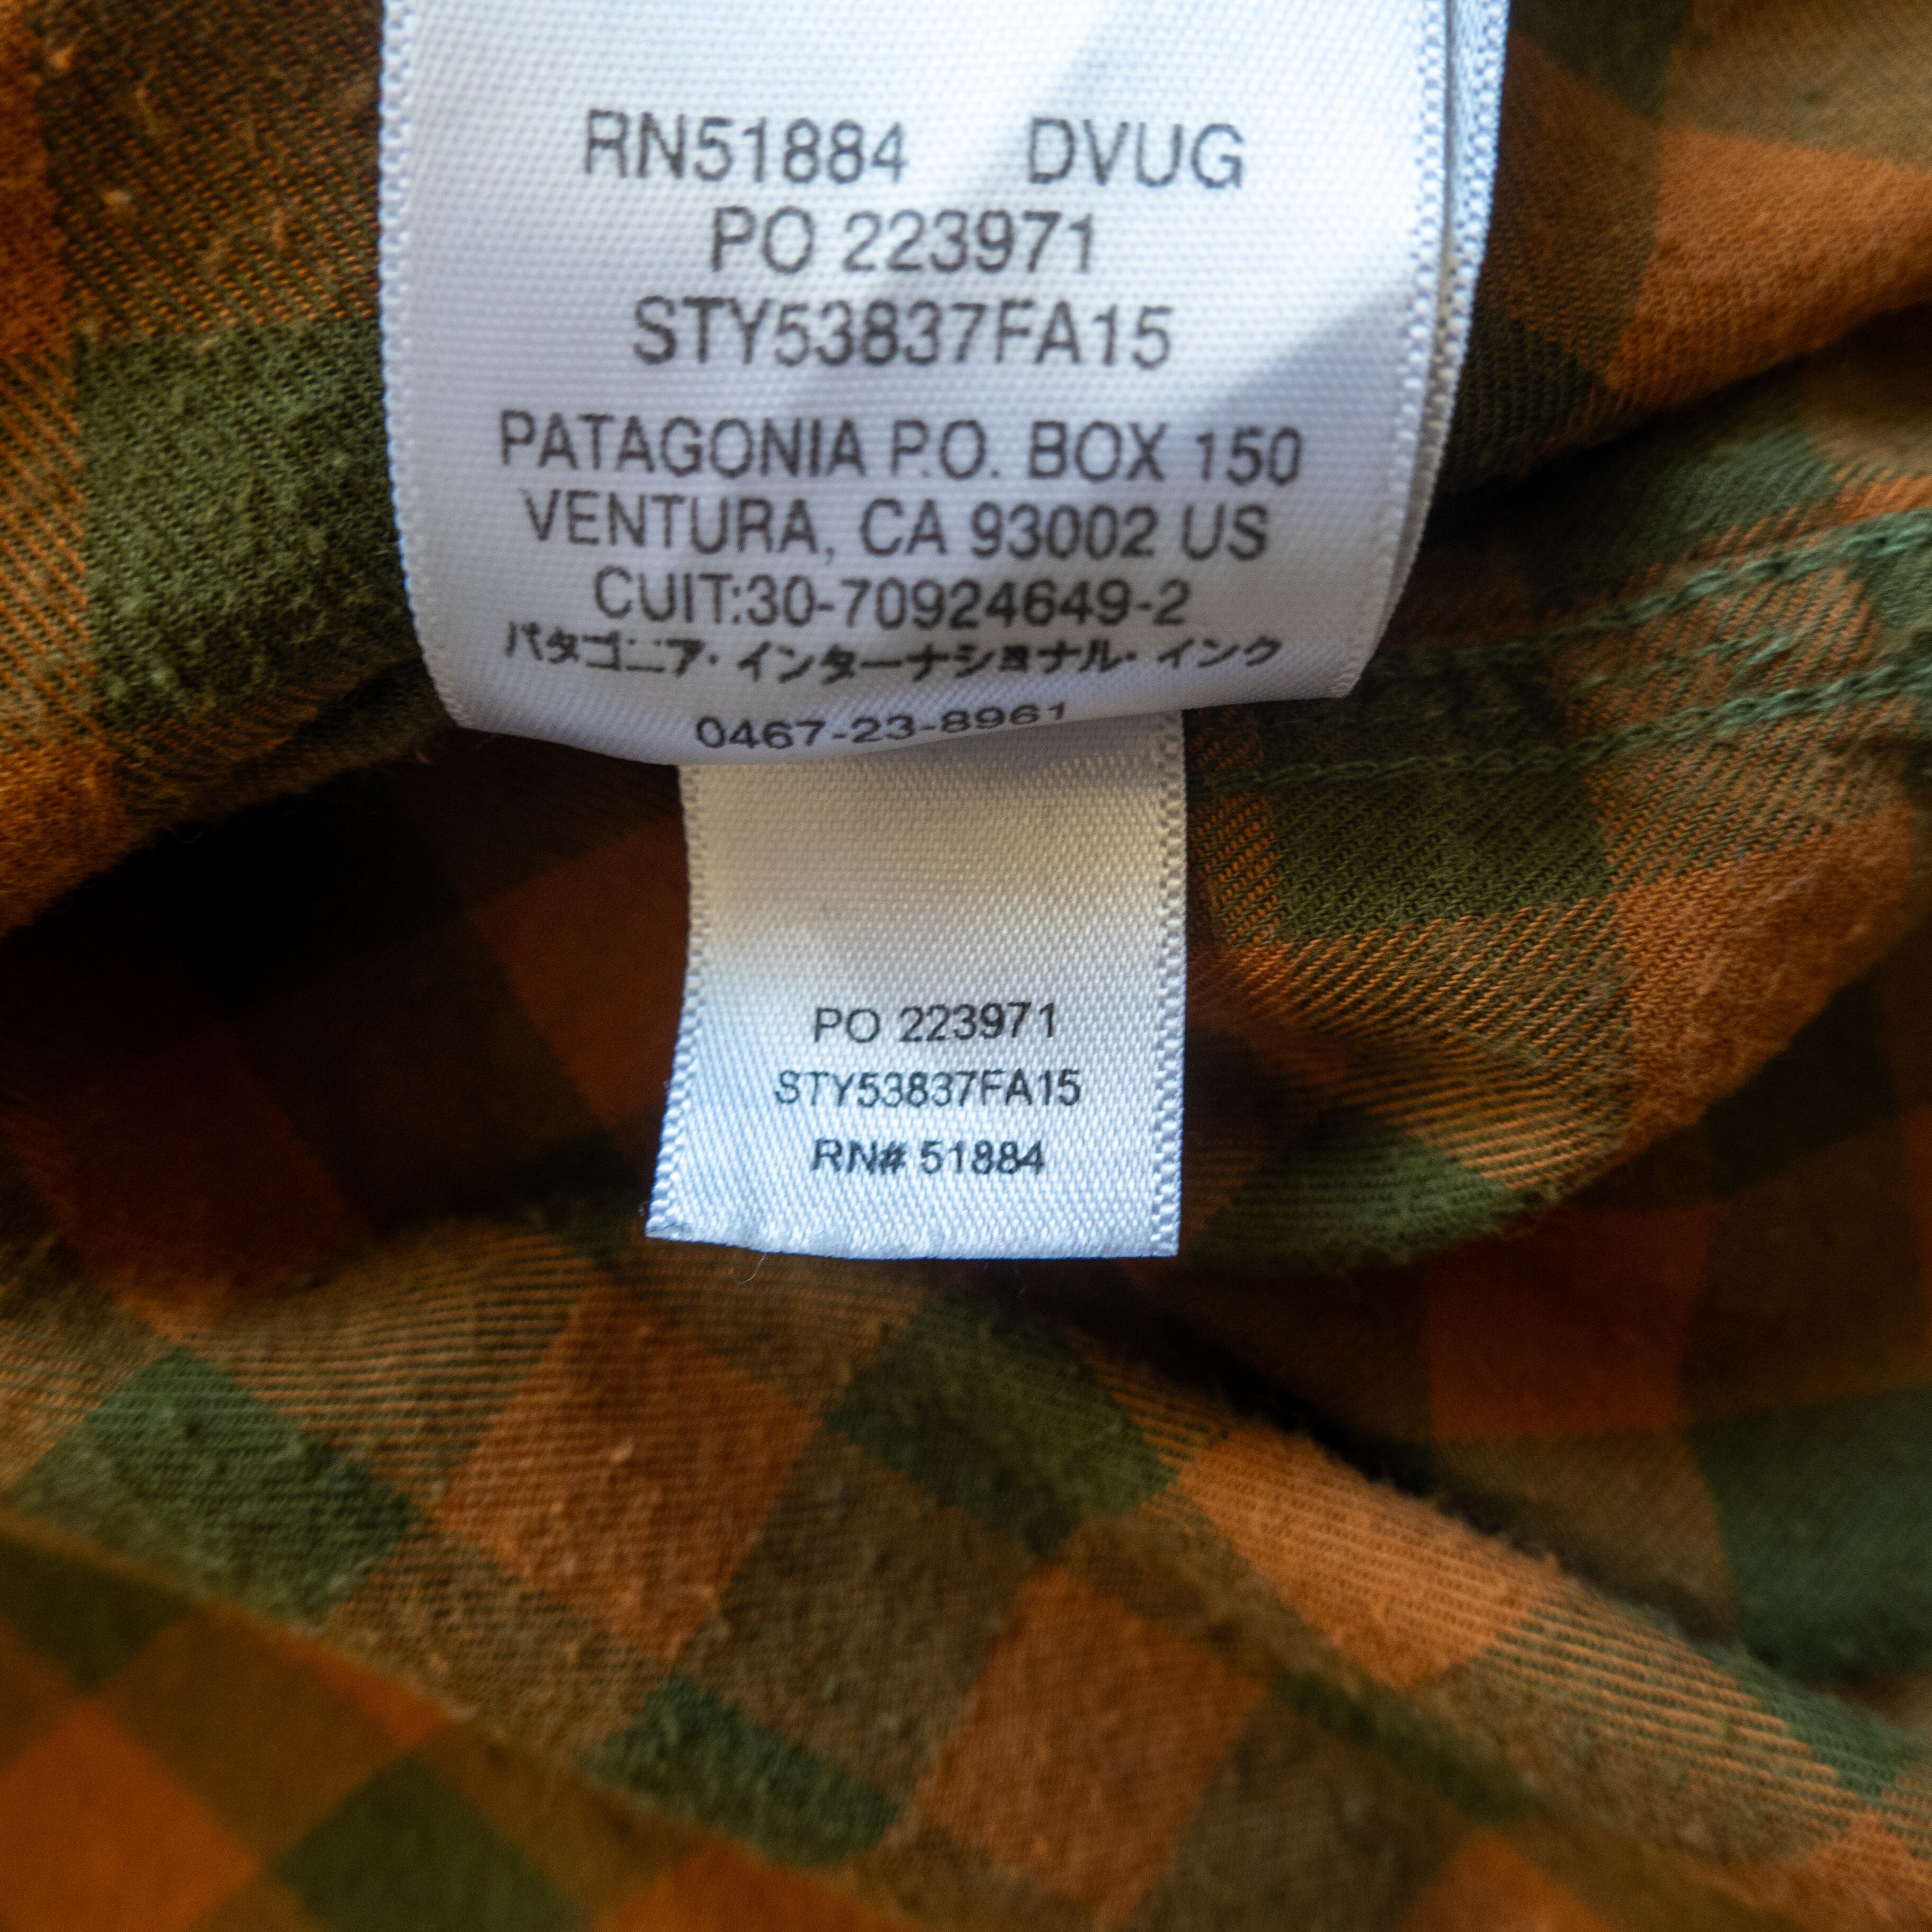 RN51884 DVUG
PO 223971
STY53837FA15
PATAGONIA P.O. BOX 150
VENTURA, CA 93002 US
CUIT:30-70924649-2
パタゴニア・インターナショナル・インク
0467-23-8961
PO 223971
STY53837FA15
RN# 51884